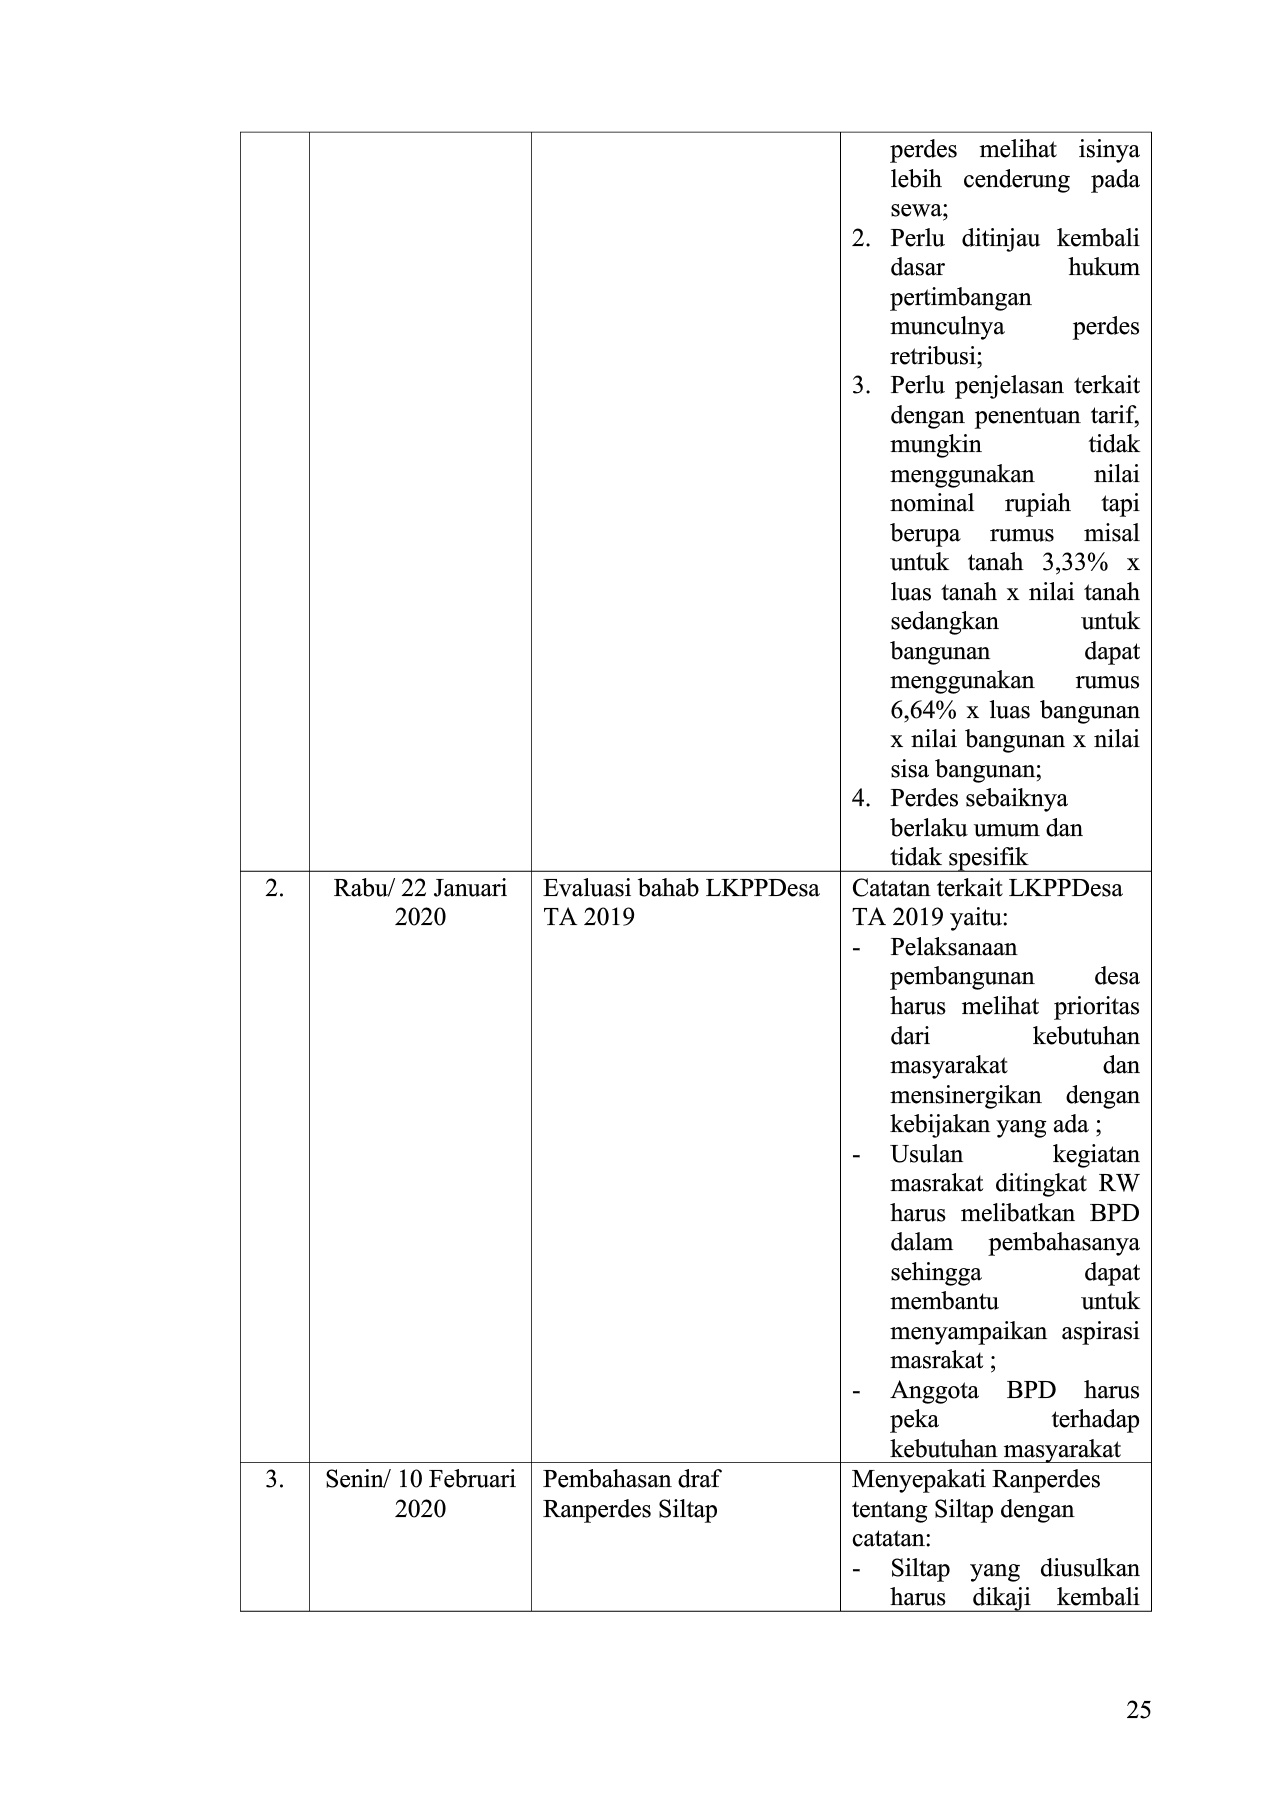 perdes melihat isinya
lebih cenderung pada
sewa;
2. Perlu ditinjau kembali
dasar hukum
pertimbangan
munculnya perdes
retribusi;
3. Perlu penjelasan terkait
dengan penentuan tarif,
mungkin tidak
menggunakan nilai
nominal rupiah tapi
berupa rumus misal
untuk tanah 3,33% x
luas tanah x nilai tanah
sedangkan untuk
bangunan dapat
menggunakan rumus
6,64% x luas bangunan
x nilai bangunan x nilai
sisa bangunan;
4. Perdes sebaiknya
berlaku umum dan
tidak spesifik
2.
Rabu/ 22 Januari
2020
Evaluasi bahab LKPPDesa
TA 2019
Catatan terkait LKPPDesa
TA 2019 yaitu:
- Pelaksanaan
pembangunan desa
harus melihat prioritas
dari kebutuhan
masyarakat dan
mensinergikan dengan
kebijakan yang ada ;
- Usulan kegiatan
masrakat ditingkat RW
harus melibatkan BPD
dalam pembahasanya
sehingga dapat
membantu untuk
menyampaikan aspirasi
masrakat ;
- Anggota BPD harus
peka terhadap
kebutuhan masyarakat
3.
Senin/ 10 Februari
2020
Pembahasan draf
Ranperdes Siltap
Menyepakati Ranperdes
tentang Siltap dengan
catatan:
- Siltap yang diusulkan
harus dikaji kembali
25